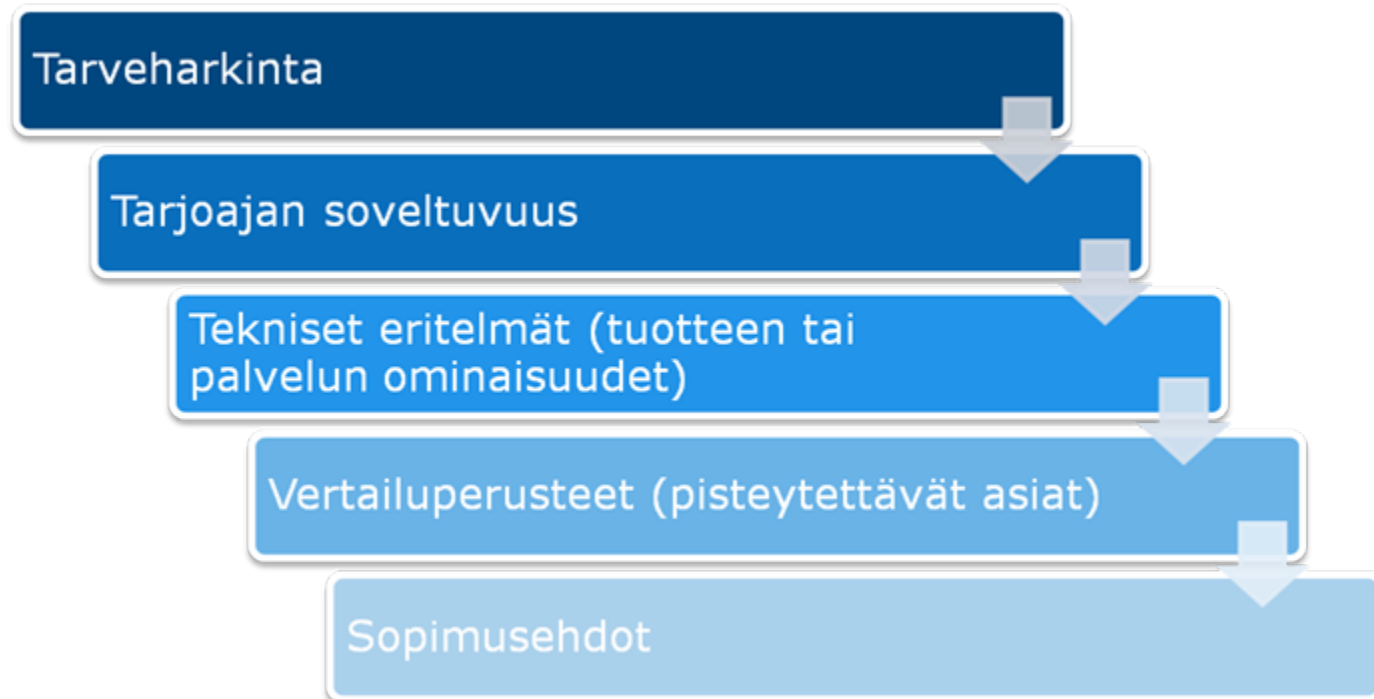 Tarveharkinta
Tarjoajan soveltuvuus
Tekniset eritelmät (tuotteen tai
palvelun ominaisuudet)
Vertailuperusteet (pisteytettävät asiat)
Sopimusehdot